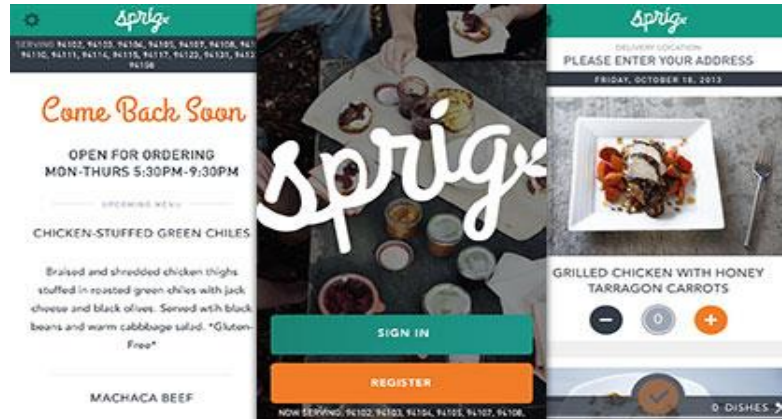 sprig
SERVING 94102, 94103, 94104, 94105, 94107, 94108,
94110, 94111, 94114, 94115, 94117, 94123, 94131,
94158
Come Back Soon
OPEN FOR ORDERING
MON-THURS 5:30PM-9:30PM
UPCOMING MENU
CHICKEN-STUFFED GREEN CHILES
Braised and shredded chicken thighs
stuffed in roasted green chiles with jack
cheese and black olives. Served with black
beans and warm cabbbage salad. *Gluten-
Free*
MACHACA BEEF
sprig
SIGN IN
REGISTER
NOW SERVING: 94102, 94103, 94104, 94105, 94107, 94108,
sprig
DELIVERY LOCATION
PLEASE ENTER YOUR ADDRESS
FRIDAY, OCTOBER 18, 2013
GRILLED CHICKEN WITH HONEY
TARRAGON CARROTS
0
0 DISHES